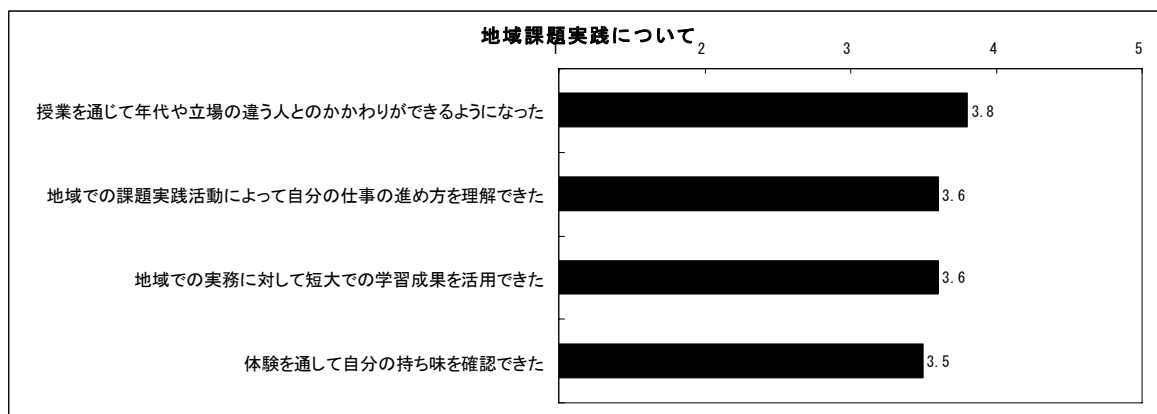 地域課題実践について
1 2 3 4 5
授業を通じて年代や立場の違う人とのかかわりができるようになった
3.8
地域での課題実践活動によって自分の仕事の進め方を理解できた
3.6
地域での実務に対して短大での学習成果を活用できた
3.6
体験を通して自分の持ち味を確認できた
3.5